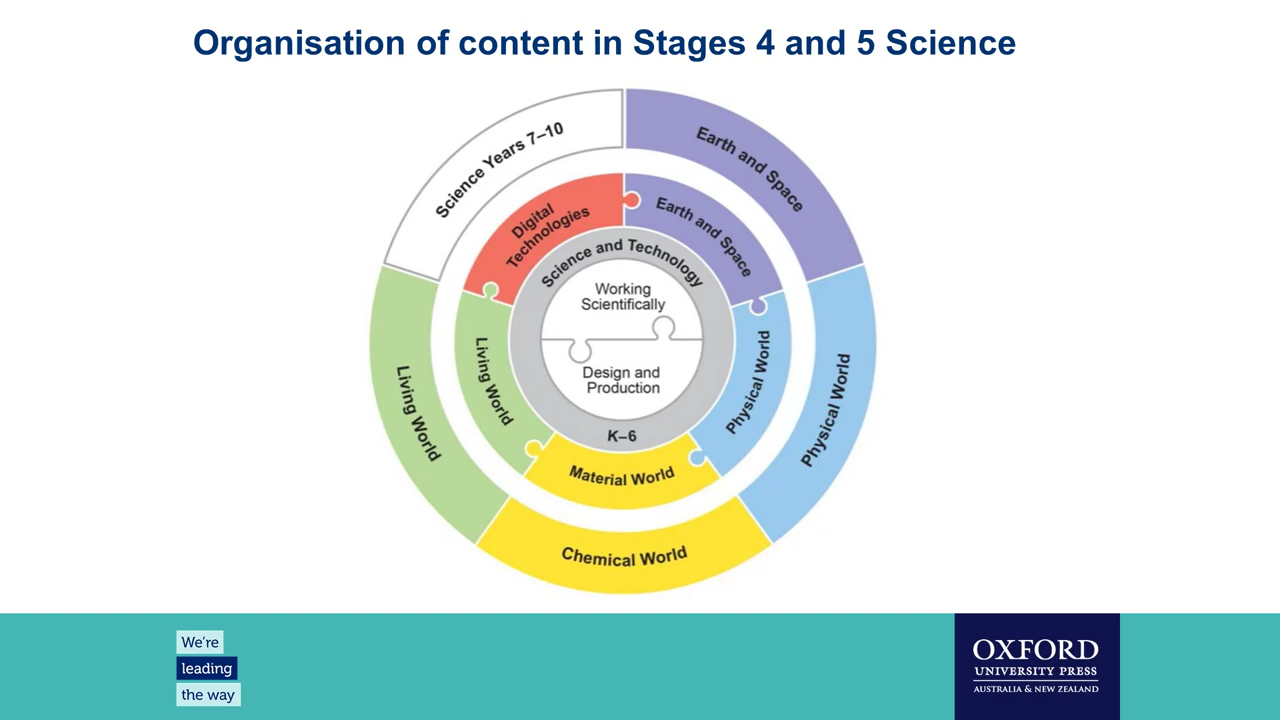 Organisation of content in Stages 4 and 5 Science
Science Years 7–10
Earth and Space
Digital
Technologies
Earth and Space
Science and Technology
Working
Scientifically
Living World
Living World
Design and
Production
Physical World
Physical World
K–6
Material World
Chemical World
We're
leading
the way
OXFORD
UNIVERSITY PRESS
AUSTRALIA & NEW ZEALAND